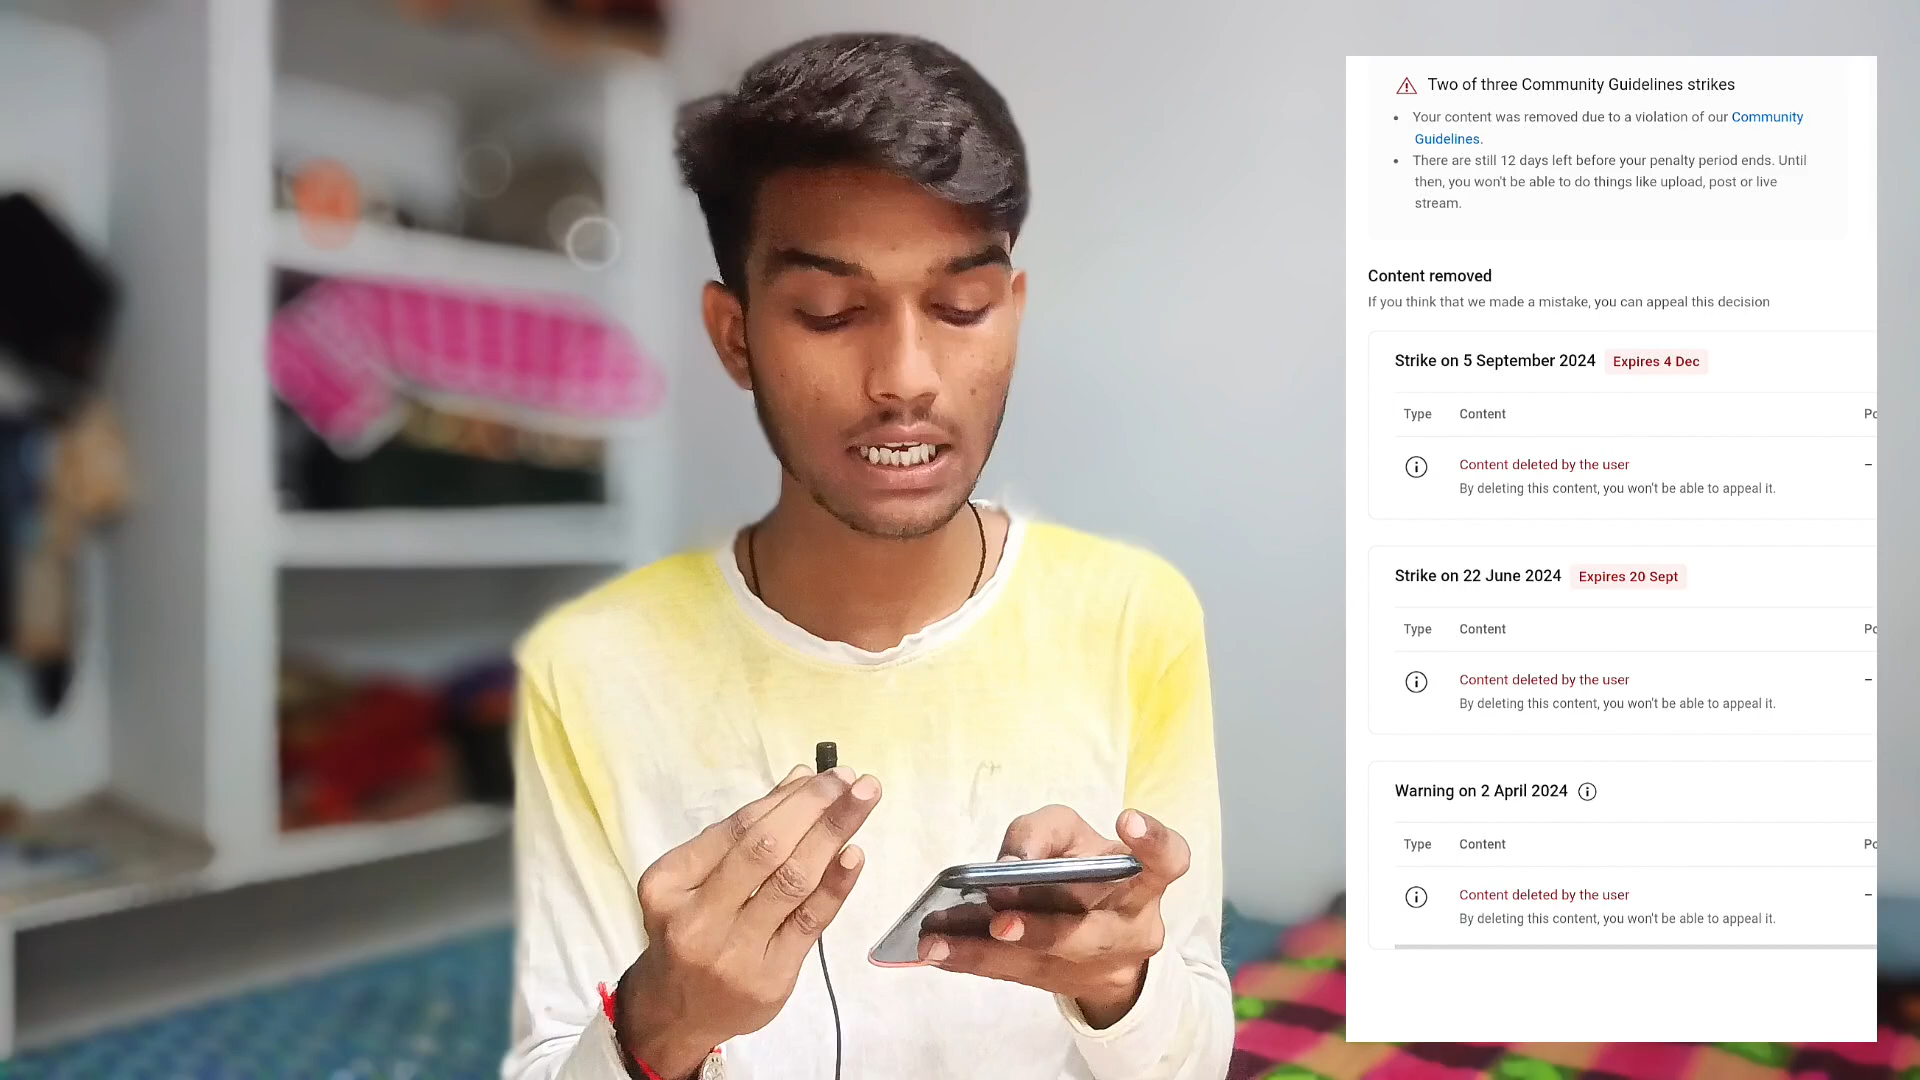 Two of three Community Guidelines strikes
• Your content was removed due to a violation of our Community
Guidelines.
• There are still 12 days left before your penalty period ends. Until
then, you won't be able to do things like upload, post or live
stream.
Content removed
If you think that we made a mistake, you can appeal this decision
Strike on 5 September 2024 Expires 4 Dec
Type Content
Content deleted by the user –
By deleting this content, you won't be able to appeal it.
Strike on 22 June 2024 Expires 20 Sept
Type Content
Content deleted by the user –
By deleting this content, you won't be able to appeal it.
Warning on 2 April 2024
Type Content
Content deleted by the user –
By deleting this content, you won't be able to appeal it.